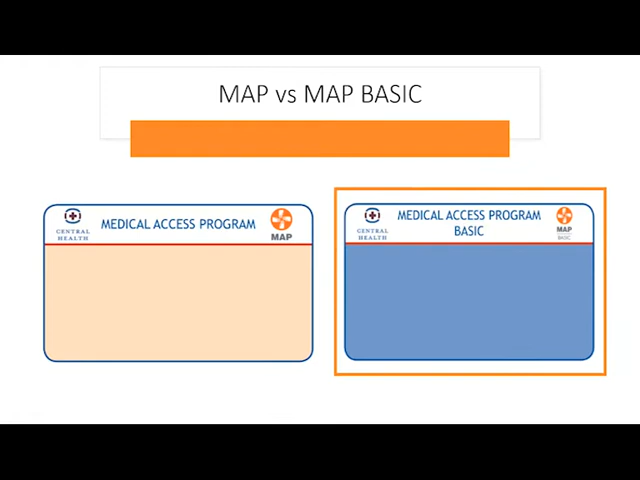 MAP vs MAP BASIC
CENTRAL
HEALTH
MEDICAL ACCESS PROGRAM
MAP
CENTRAL
HEALTH
MEDICAL ACCESS PROGRAM
BASIC
MAP
BASIC